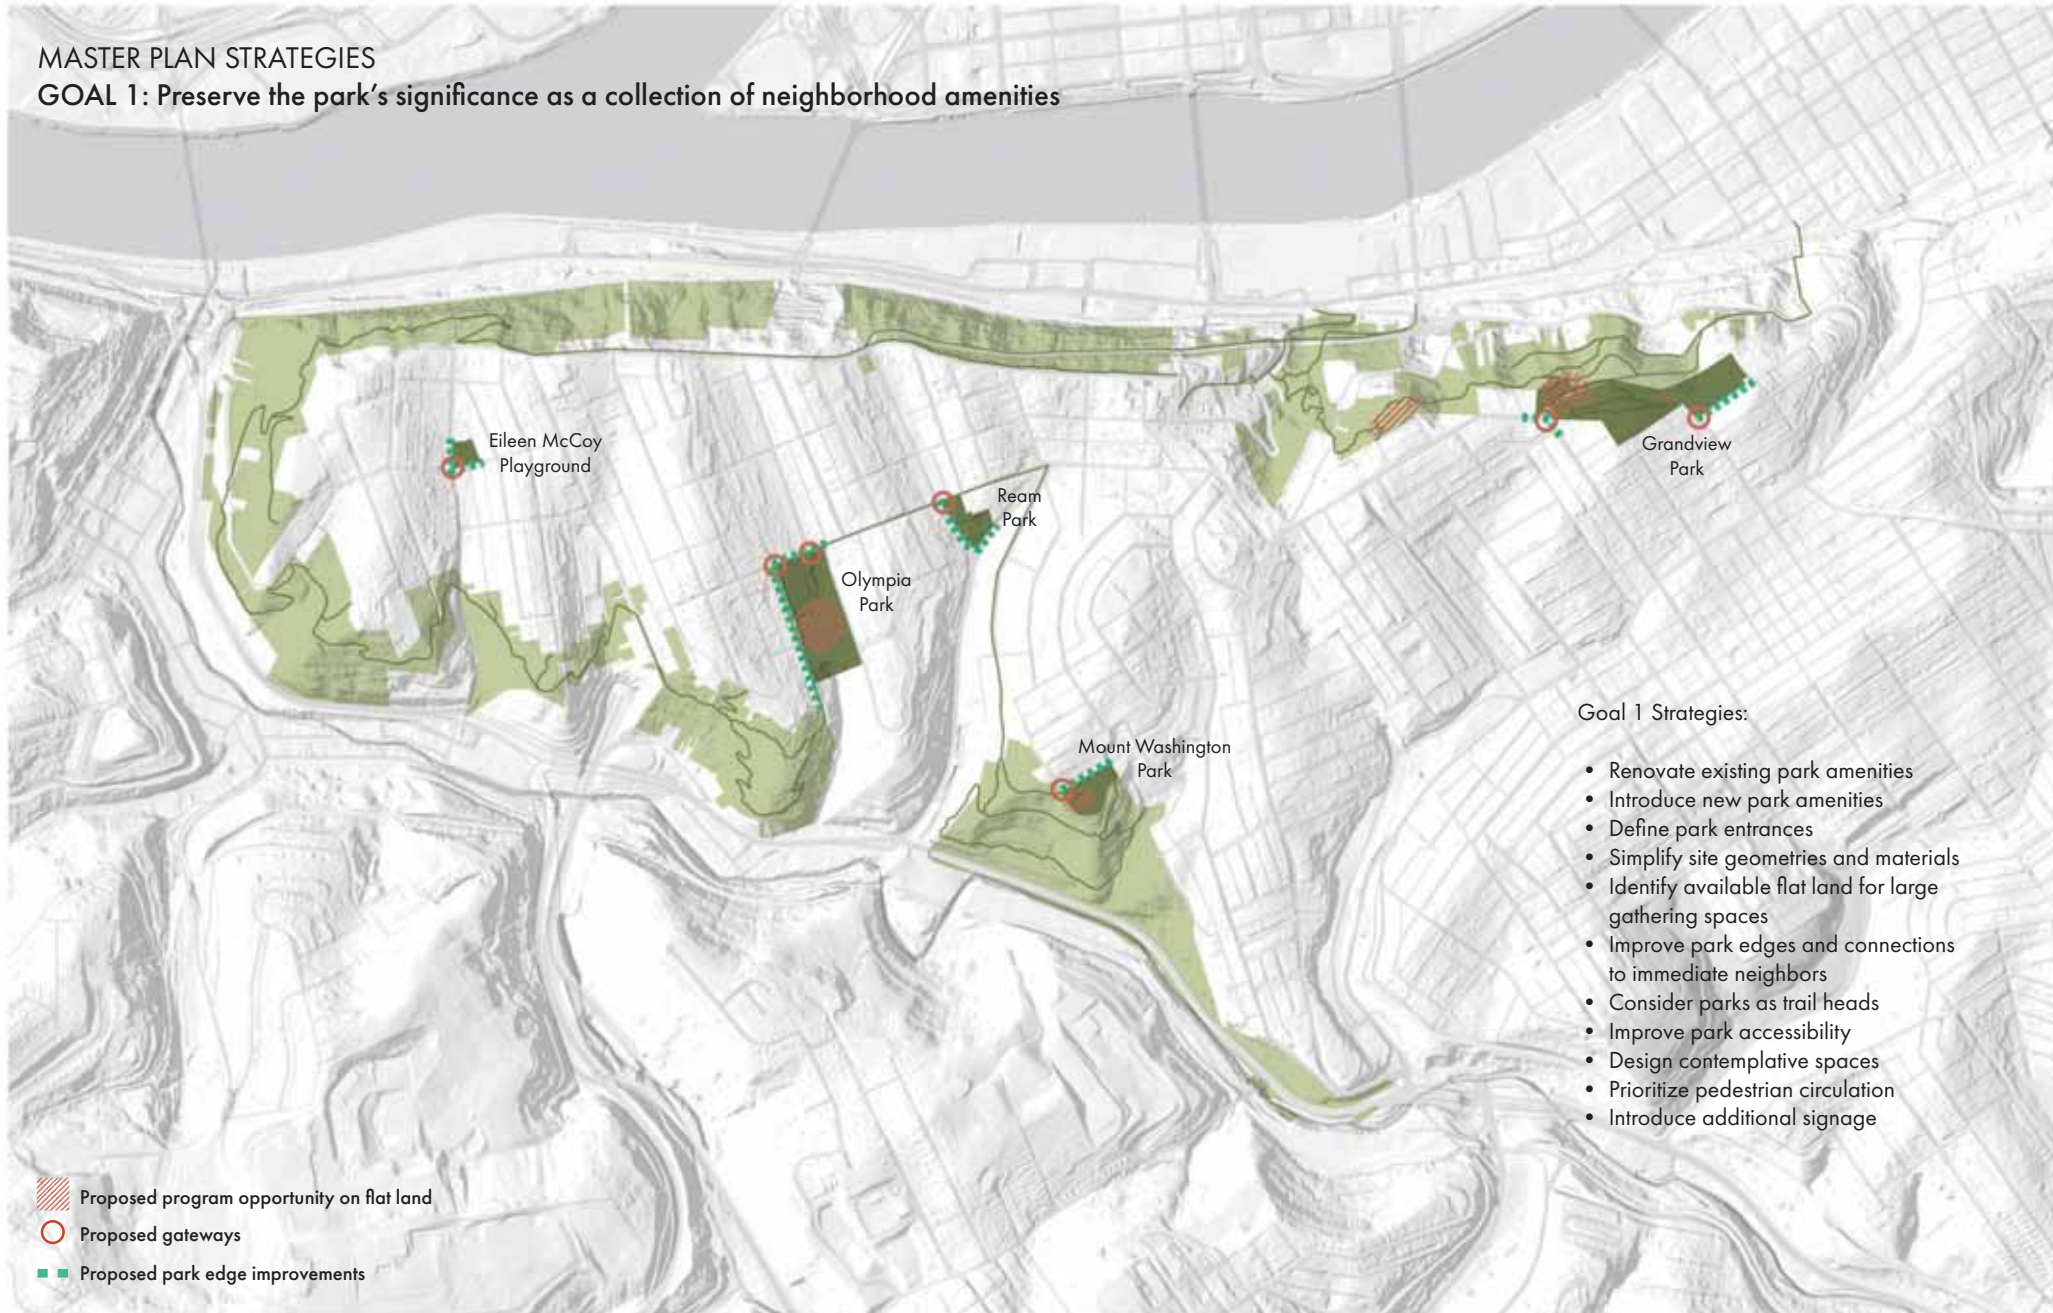 MASTER PLAN STRATEGIES
GOAL 1: Preserve the park's significance as a collection of neighborhood amenities
Eileen McCoy
Playground
Grandview
Park
Ream
Park
Olympia
Park
Mount Washington
Park
Goal 1 Strategies:
• Renovate existing park amenities
• Introduce new park amenities
• Define park entrances
• Simplify site geometries and materials
• Identify available flat land for large
gathering spaces
• Improve park edges and connections
to immediate neighbors
• Consider parks as trail heads
• Improve park accessibility
• Design contemplative spaces
• Prioritize pedestrian circulation
• Introduce additional signage
Proposed program opportunity on flat land
Proposed gateways
Proposed park edge improvements